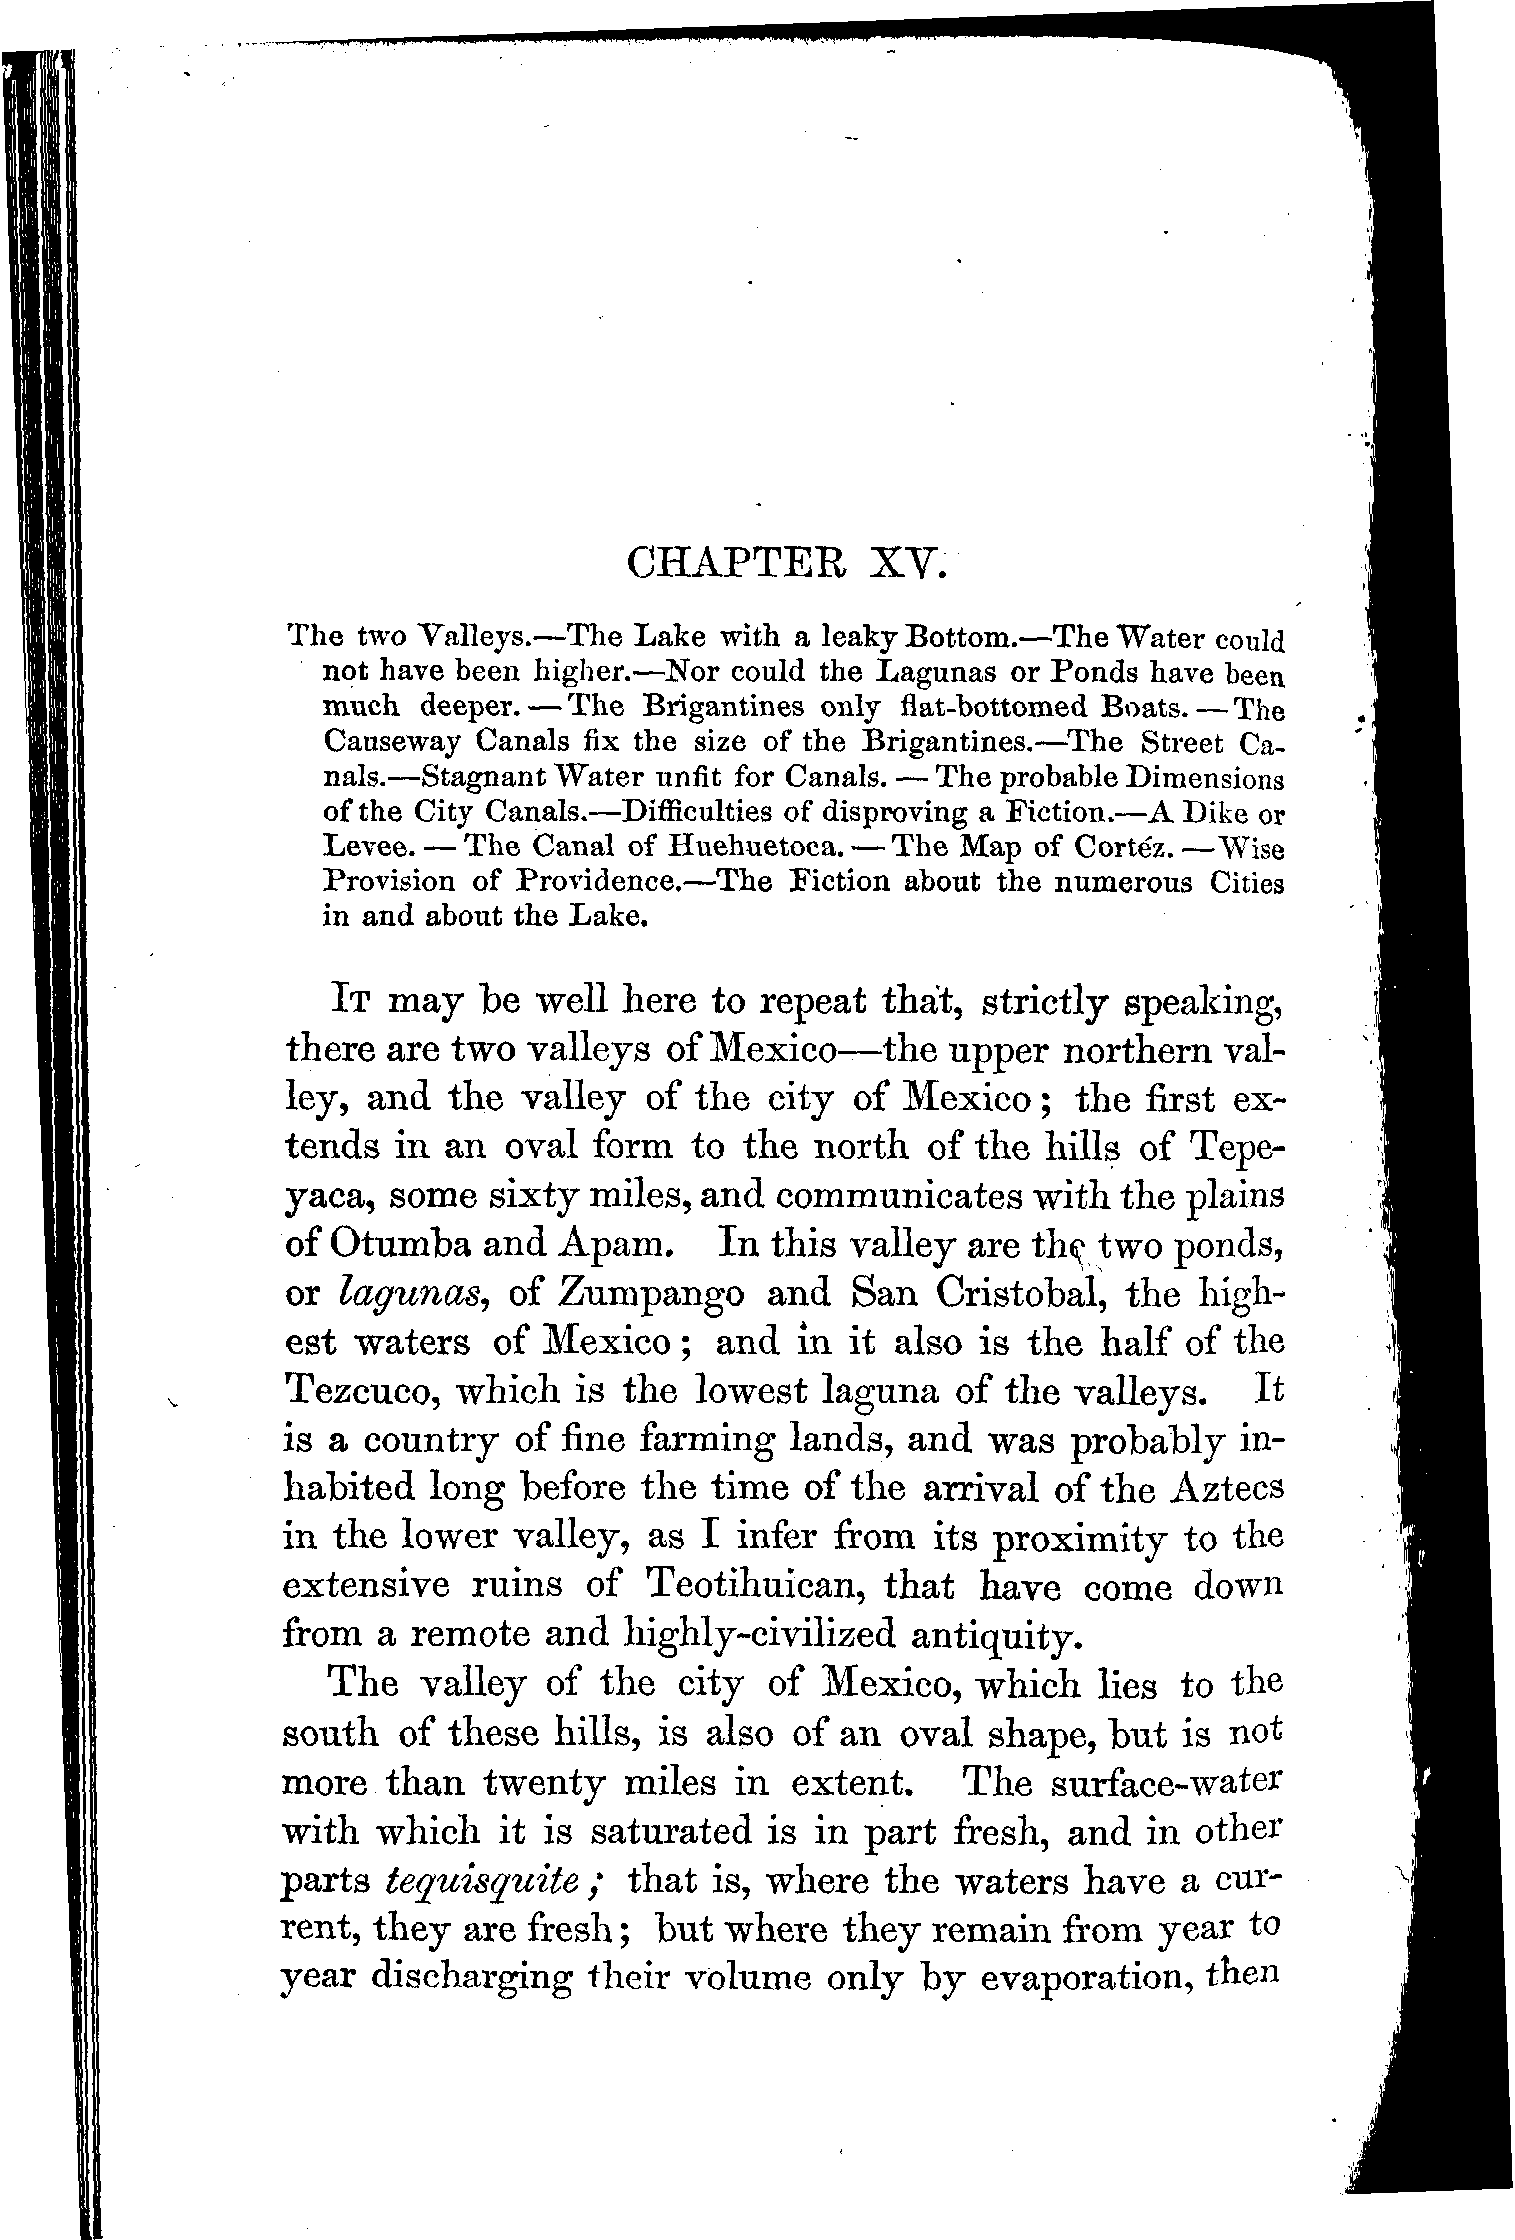 CHAPTER XV.
The two Valleys.—The Lake with a leaky Bottom.—The Water could
not have been higher.—Nor could the Lagunas or Ponds have been
much deeper.—The Brigantines only flat-bottomed Boats.—The
Causeway Canals fix the size of the Brigantines.—The Street Ca-
nals.—Stagnant Water unfit for Canals.—The probable Dimensions
of the City Canals.—Difficulties of disproving a Fiction.—A Dike or
Levee.—The Canal of Huehuetoca.—The Map of Cortéz.—Wise
Provision of Providence.—The Fiction about the numerous Cities
in and about the Lake.
IT may be well here to repeat that, strictly speaking,
there are two valleys of Mexico—the upper northern val-
ley, and the valley of the city of Mexico; the first ex-
tends in an oval form to the north of the hills of Tepe-
yaca, some sixty miles, and communicates with the plains
of Otumba and Apam. In this valley are the two ponds,
or lagunas, of Zumpango and San Cristobal, the high-
est waters of Mexico; and in it also is the half of the
Tezcuco, which is the lowest laguna of the valleys. It
is a country of fine farming lands, and was probably in-
habited long before the time of the arrival of the Aztecs
in the lower valley, as I infer from its proximity to the
extensive ruins of Teotihuican, that have come down
from a remote and highly-civilized antiquity.
The valley of the city of Mexico, which lies to the
south of these hills, is also of an oval shape, but is not
more than twenty miles in extent. The surface-water
with which it is saturated is in part fresh, and in other
parts tequisquite; that is, where the waters have a cur-
rent, they are fresh; but where they remain from year to
year discharging their volume only by evaporation, then